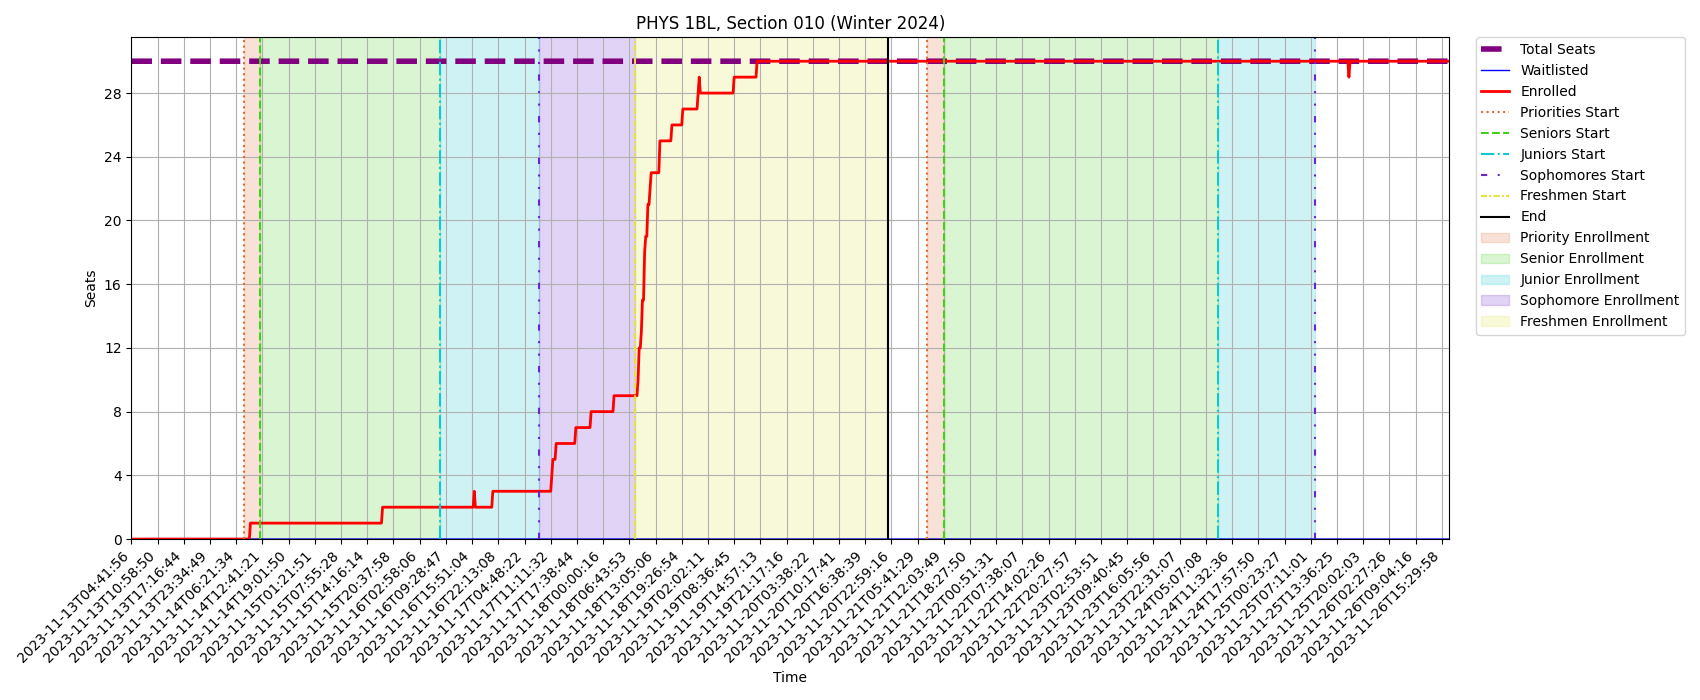 PHYS 1BL, Section 010 (Winter 2024)
Seats
28
24
20
16
12
8
4
0
2023-11-13T04:41:56
2023-11-13T10:58:50
2023-11-13T17:16:44
2023-11-13T23:34:49
2023-11-14T06:21:34
2023-11-14T12:41:21
2023-11-14T19:01:50
2023-11-15T01:21:51
2023-11-15T07:55:28
2023-11-15T14:16:14
2023-11-15T20:37:58
2023-11-16T02:58:06
2023-11-16T09:28:47
2023-11-16T15:51:04
2023-11-16T22:13:08
2023-11-17T04:48:22
2023-11-17T11:11:32
2023-11-17T17:38:44
2023-11-18T00:00:16
2023-11-18T06:43:53
2023-11-18T13:05:06
2023-11-18T19:26:54
2023-11-19T02:02:11
2023-11-19T08:36:45
2023-11-19T14:57:13
2023-11-19T21:17:16
2023-11-20T03:38:22
2023-11-20T10:17:41
2023-11-20T16:38:39
2023-11-20T22:59:16
2023-11-21T05:41:29
2023-11-21T12:03:49
2023-11-21T18:27:50
2023-11-22T00:51:31
2023-11-22T07:38:07
2023-11-22T14:02:26
2023-11-22T20:27:57
2023-11-23T02:53:51
2023-11-23T09:40:45
2023-11-23T16:05:56
2023-11-23T22:31:07
2023-11-24T05:07:08
2023-11-24T11:32:36
2023-11-24T17:57:50
2023-11-25T00:23:27
2023-11-25T07:11:01
2023-11-25T13:36:25
2023-11-25T20:02:03
2023-11-26T02:27:26
2023-11-26T09:04:16
2023-11-26T15:29:58
Time
Total Seats
Waitlisted
Enrolled
Priorities Start
Seniors Start
Juniors Start
Sophomores Start
Freshmen Start
End
Priority Enrollment
Senior Enrollment
Junior Enrollment
Sophomore Enrollment
Freshmen Enrollment